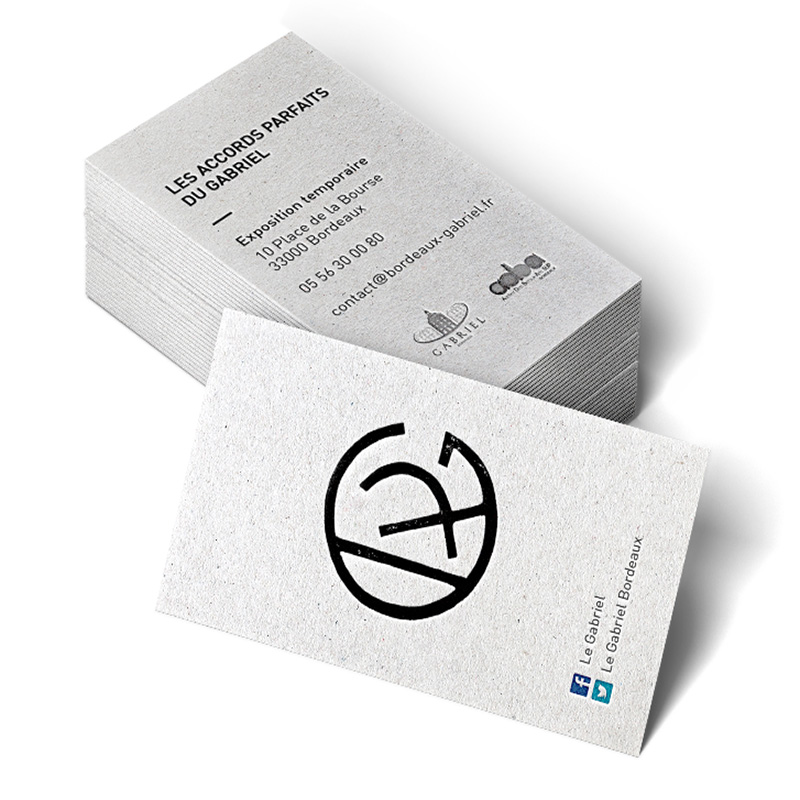 LES ACCORDS PARFAITS
DU GABRIEL
Exposition temporaire
10 Place de la Bourse
33000 Bordeaux
05 56 30 00 80
contact@bordeaux-gabriel.fr
GABRIEL
Le Gabriel
Le Gabriel Bordeaux